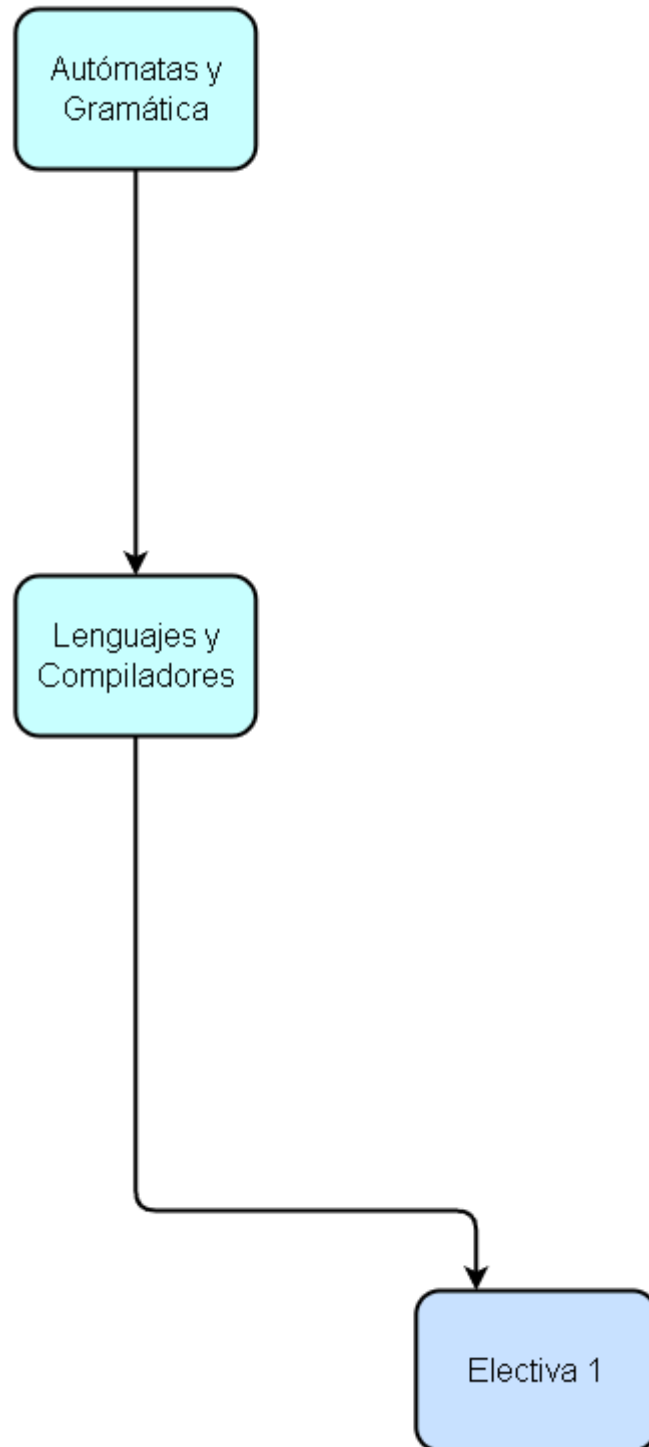 Autómatas y
Gramática
Lenguajes y
Compiladores
Electiva 1